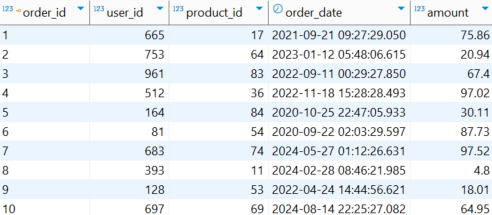 123 order_id 123 user_id 123 product_id order_date 123 amount
1 665 17 2021-09-21 09:27:29.050 75.86
2 753 64 2023-01-12 05:48:06.615 20.94
3 961 83 2022-09-11 00:29:27.850 67.4
4 512 36 2022-11-18 15:28:28.493 97.02
5 164 84 2020-10-25 22:47:05.933 30.11
6 81 54 2020-09-22 02:03:29.597 87.73
7 683 74 2024-05-27 01:12:26.631 97.52
8 393 11 2024-02-28 08:46:21.985 4.8
9 128 53 2022-04-24 14:44:56.621 18.01
10 697 69 2024-08-14 22:25:27.082 64.95